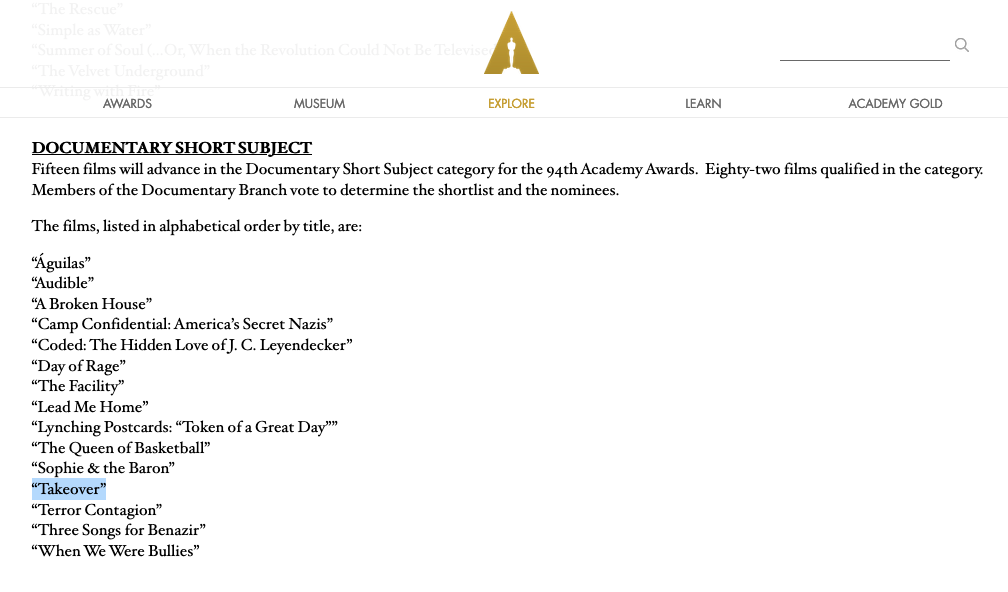 “The Rescue”
“Simple as Water”
“Summer of Soul (...Or, When the Revolution Could Not Be Televised
“The Velvet Underground”
“Writing with Fire”
AWARDS MUSEUM EXPLORE LEARN ACADEMY GOLD
DOCUMENTARY SHORT SUBJECT
Fifteen films will advance in the Documentary Short Subject category for the 94th Academy Awards.  Eighty-two films qualified in the category.
Members of the Documentary Branch vote to determine the shortlist and the nominees.
The films, listed in alphabetical order by title, are:
“Águilas”
“Audible”
“A Broken House”
“Camp Confidential: America’s Secret Nazis”
“Coded: The Hidden Love of J. C. Leyendecker”
“Day of Rage”
“The Facility”
“Lead Me Home”
“Lynching Postcards: “Token of a Great Day””
“The Queen of Basketball”
“Sophie & the Baron”
“Takeover”
“Terror Contagion”
“Three Songs for Benazir”
“When We Were Bullies”